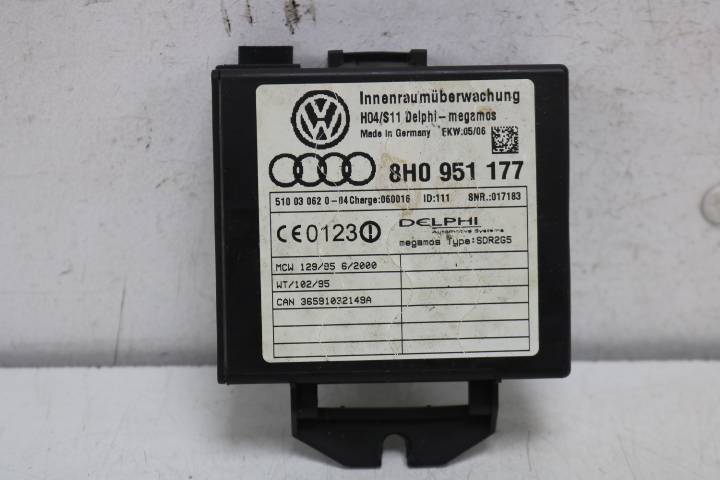 Innenraumüberwachung
H04/S11 Delphi-megamos
Made in Germany EKW:05/06
8H0 951 177
510 03 062 0-04 Charge:060016 ID:111 SNR.:017183
CE0123
DELPHI
Automotive Systems
megamos Type:SDR2G5
MCW 129/95 6/2000
WT/102/95
CAN 36591032149A